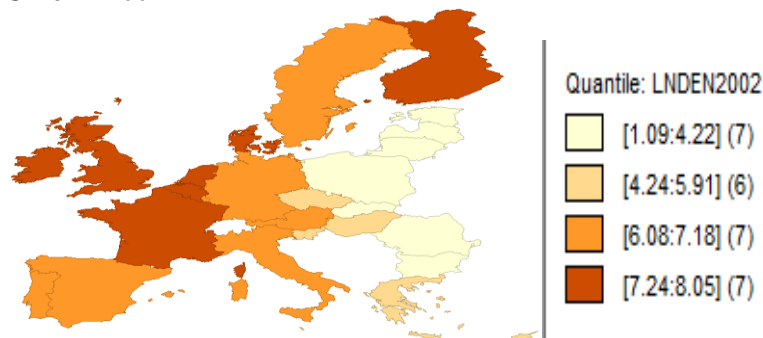 Quantile: LNDEN2002
[1.09:4.22] (7)
[4.24:5.91] (6)
[6.08:7.18] (7)
[7.24:8.05] (7)